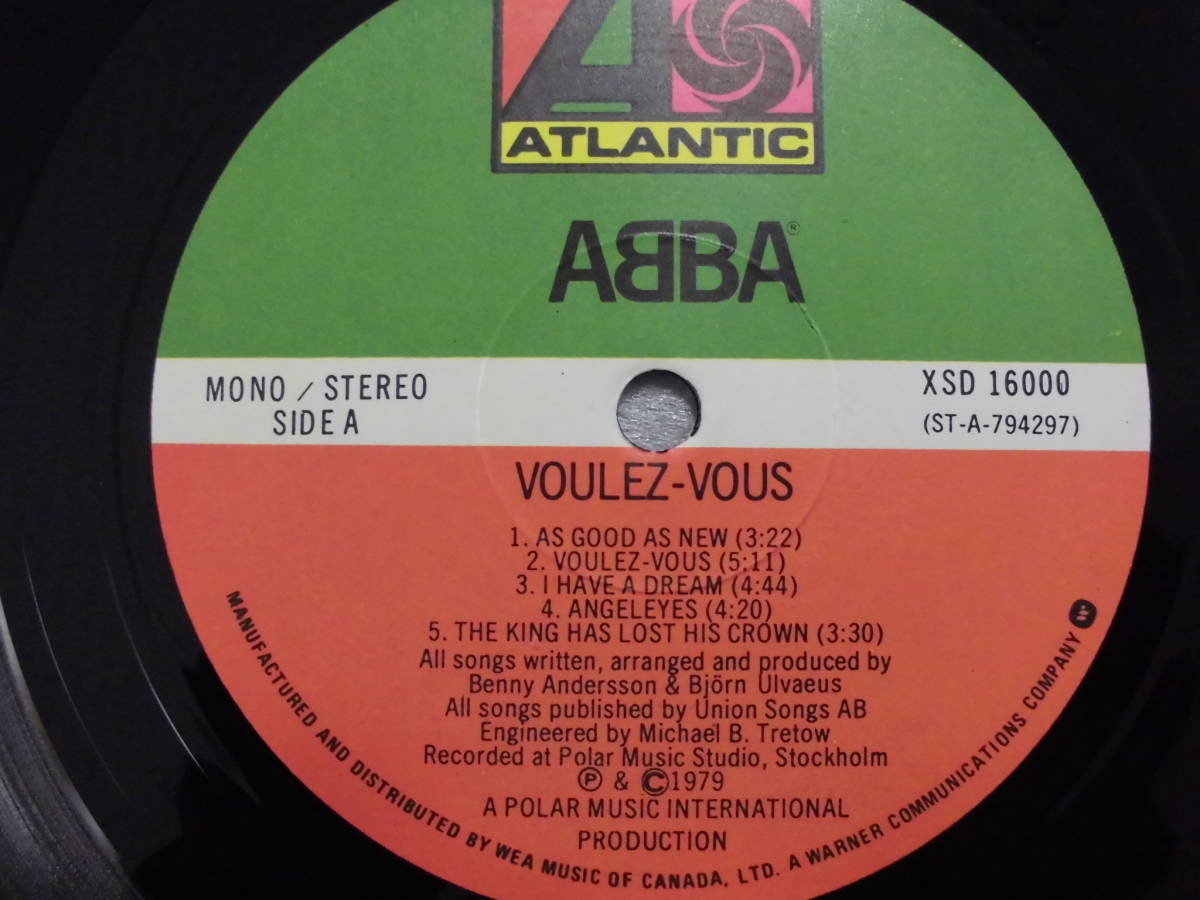 ATLANTIC
ABBA®
MONO / STEREO
SIDE A
XSD 16000
(ST-A-794297)
VOULEZ-VOUS
1. AS GOOD AS NEW (3:22)
2. VOULEZ-VOUS (5:11)
3. I HAVE A DREAM (4:44)
4. ANGELEYES (4:20)
5. THE KING HAS LOST HIS CROWN (3:30)
All songs written, arranged and produced by
Benny Andersson & Björn Ulvaeus
All songs published by Union Songs AB
Engineered by Michael B. Tretow
Recorded at Polar Music Studio, Stockholm
℗ & ©1979
A POLAR MUSIC INTERNATIONAL
PRODUCTION
MANUFACTURED AND DISTRIBUTED BY WEA MUSIC OF CANADA, LTD. A WARNER COMMUNICATIONS COMPANY